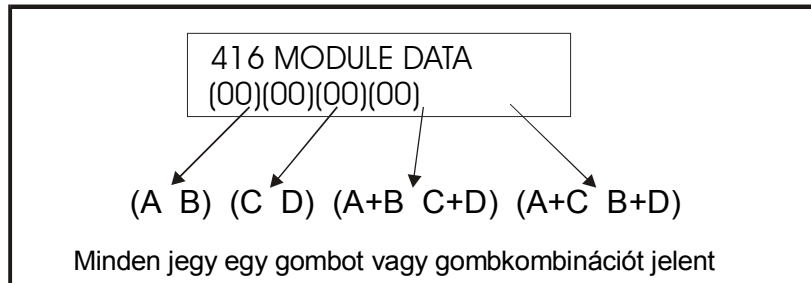 416 MODULE DATA
(00)(00)(00)(00)
(A B) (C D) (A+B C+D) (A+C B+D)
Minden jegy egy gombot vagy gombkombinációt jelent